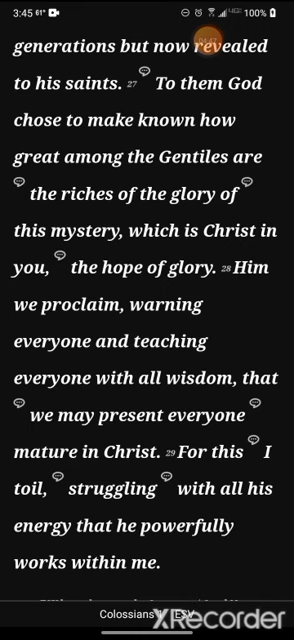 3:45 61° 100%
generations but now revealed
04:47
to his saints. 27 To them God
chose to make known how
great among the Gentiles are
the riches of the glory of
this mystery, which is Christ in
you, the hope of glory. 28 Him
we proclaim, warning
everyone and teaching
everyone with all wisdom, that
we may present everyone
mature in Christ. 29 For this I
toil, struggling with all his
energy that he powerfully
works within me.
Colossians 1 ESV
XRecorder